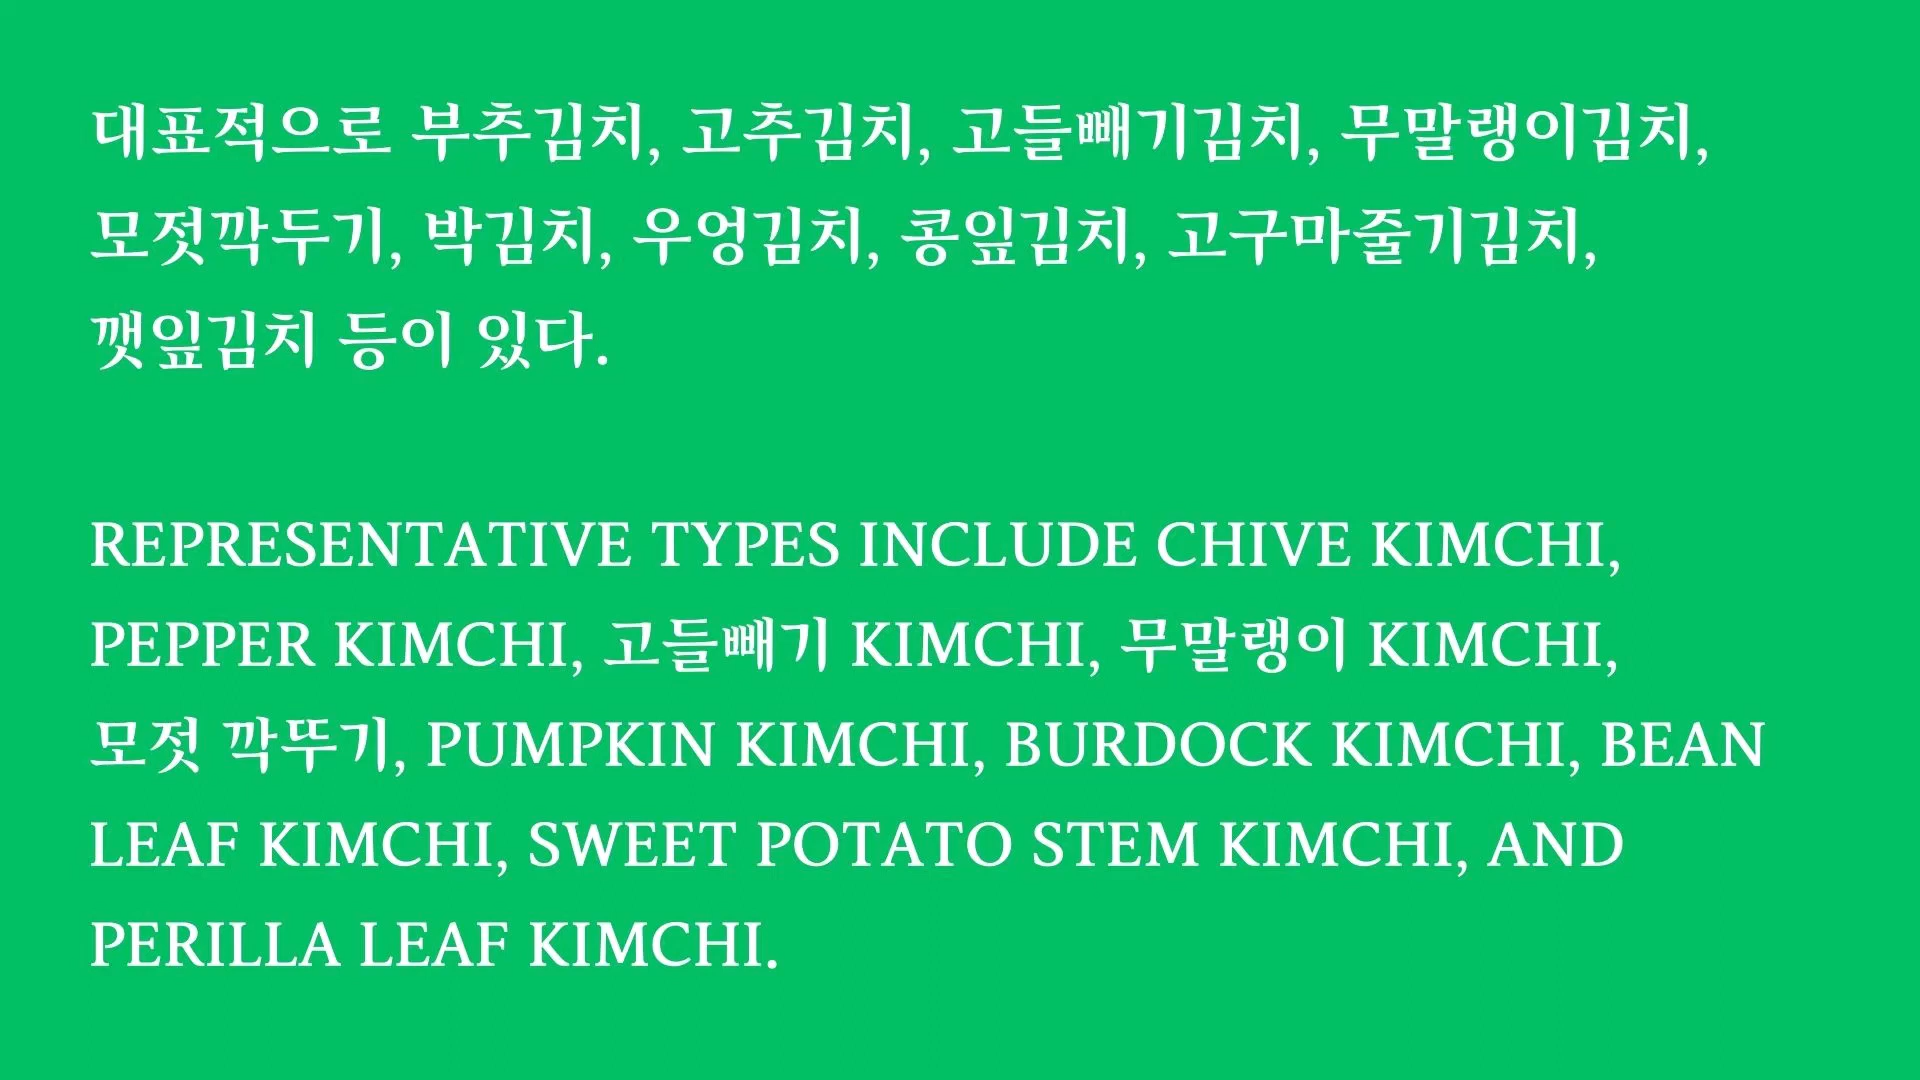 대표적으로 부추김치, 고추김치, 고들빼기김치, 무말랭이김치,
모젓깍두기, 박김치, 우엉김치, 콩잎김치, 고구마줄기김치,
깻잎김치 등이 있다.
REPRESENTATIVE TYPES INCLUDE CHIVE KIMCHI,
PEPPER KIMCHI, 고들빼기 KIMCHI, 무말랭이 KIMCHI,
모젓 깍뚜기, PUMPKIN KIMCHI, BURDOCK KIMCHI, BEAN
LEAF KIMCHI, SWEET POTATO STEM KIMCHI, AND
PERILLA LEAF KIMCHI.